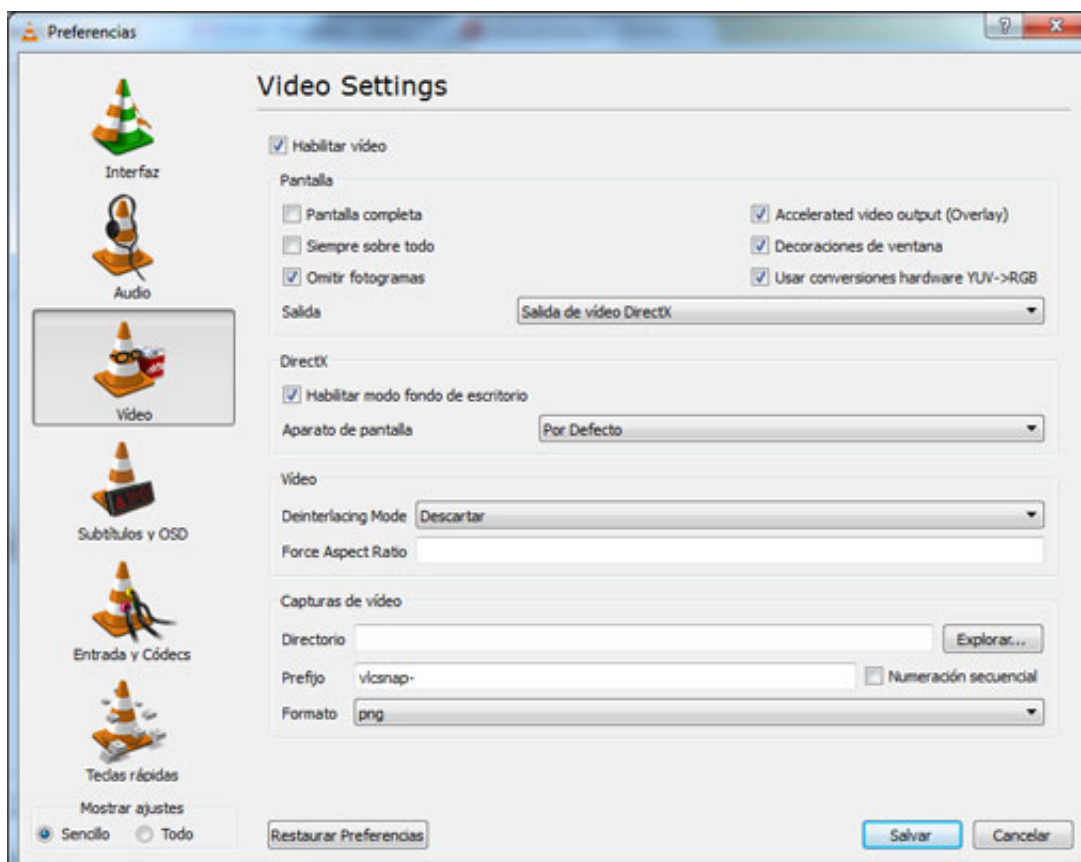 Preferencias
Video Settings
Interfaz
Audio
Vídeo
Subtítulos y OSD
Entrada y Códecs
Teclas rápidas
Mostrar ajustes
Sencillo Todo
Habilitar vídeo
Pantalla
Pantalla completa Accelerated video output (Overlay)
Siempre sobre todo Decoraciones de ventana
Omitir fotogramas Usar conversiones hardware YUV->RGB
Salida Salida de vídeo DirectX
DirectX
Habilitar modo fondo de escritorio
Aparato de pantalla Por Defecto
Vídeo
Deinterlacing Mode Descartar
Force Aspect Ratio
Capturas de vídeo
Directorio Explorar...
Prefijo vlcsnap- Numeración secuencial
Formato png
Restaurar Preferencias Salvar Cancelar